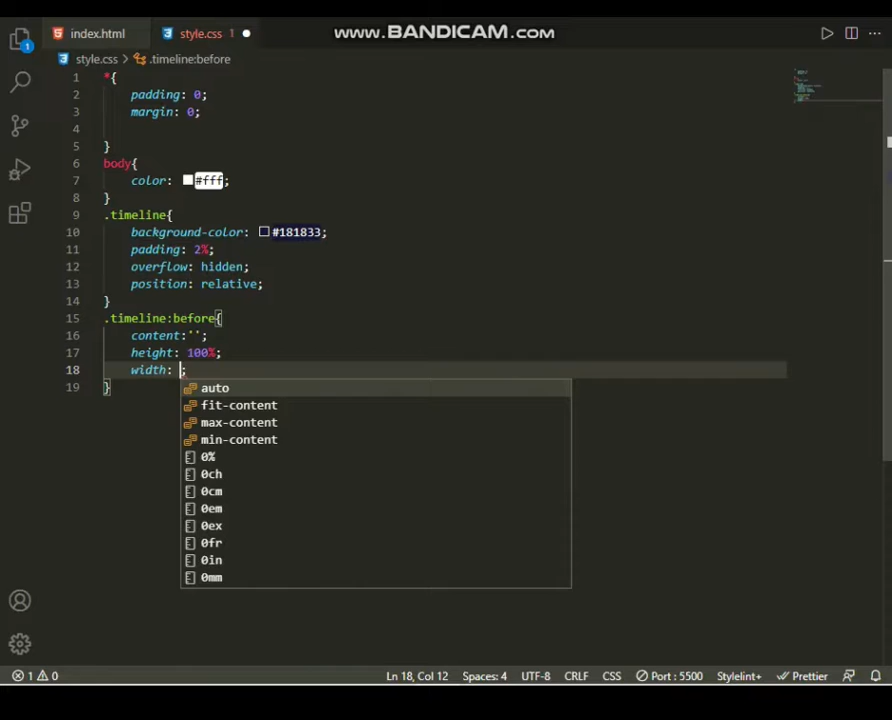 index.html
style.css 1
www.BANDICAM.com
style.css > .timeline:before
1 *{
2 padding: 0;
3 margin: 0;
4
5 }
6 body{
7 color: #fff;
8 }
9 .timeline{
10 background-color: #181833;
11 padding: 2%;
12 overflow: hidden;
13 position: relative;
14 }
15 .timeline:before{
16 content:'';
17 height: 100%;
18 width: ;
19 }
auto
fit-content
max-content
min-content
0%
0ch
0cm
0em
0ex
0fr
0in
0mm
1
1 0
Ln 18, Col 12
Spaces: 4
UTF-8
CRLF
CSS
Port : 5500
Stylelint+
Prettier